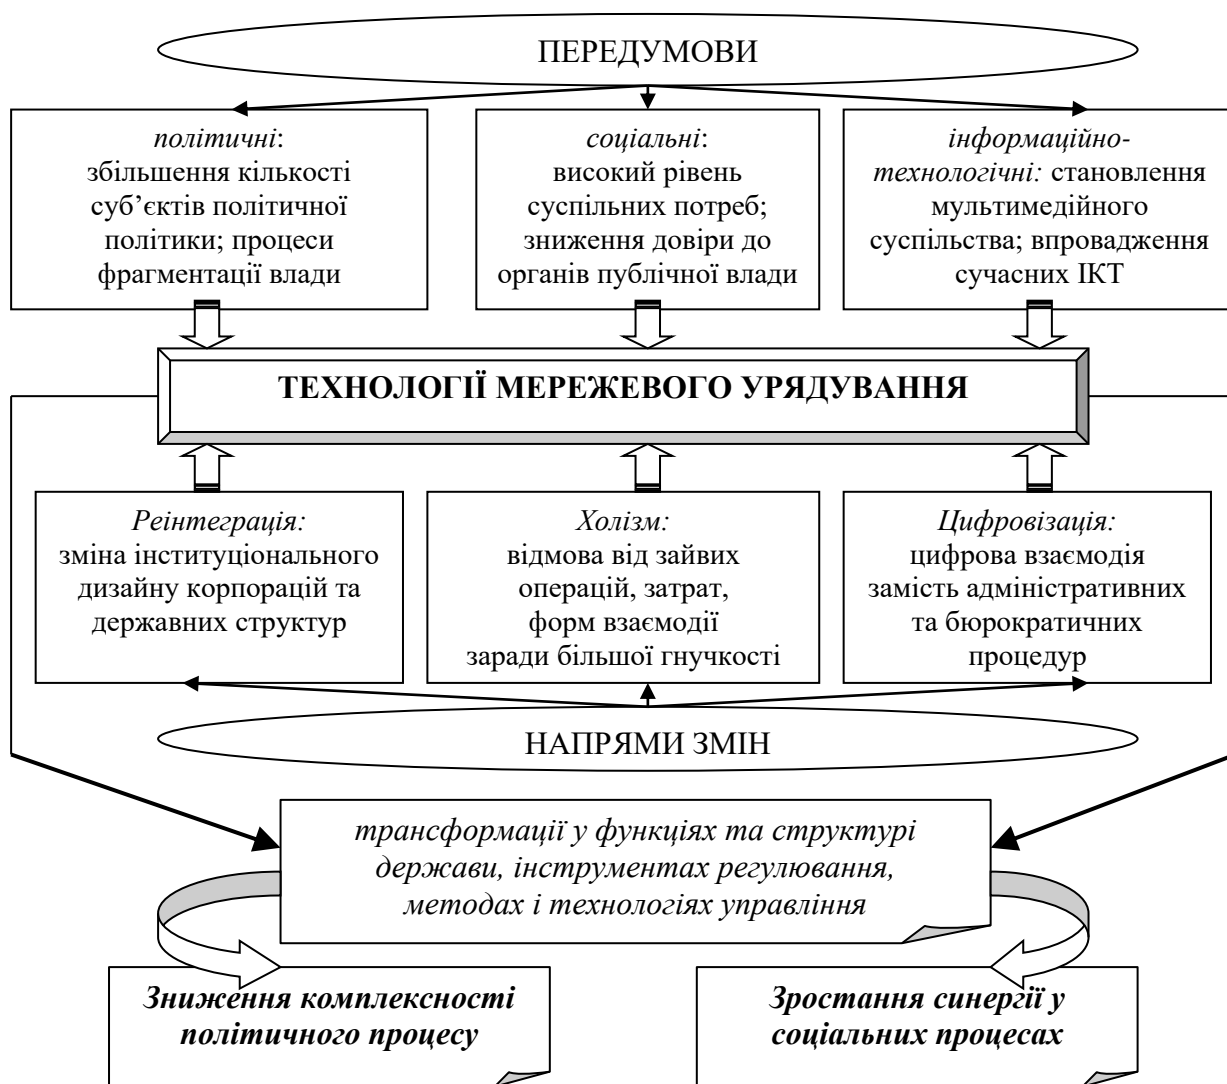 ПЕРЕДУМОВИ
політичні:
збільшення кількості
суб’єктів політичної
політики; процеси
фрагментації влади
соціальні:
високий рівень
суспільних потреб;
зниження довіри до
органів публічної влади
інформаційно-
технологічні: становлення
мультимедійного
суспільства; впровадження
сучасних ІКТ
ТЕХНОЛОГІЇ МЕРЕЖЕВОГО УРЯДУВАННЯ
Реінтеграція:
зміна інституціонального
дизайну корпорацій та
державних структур
Холізм:
відмова від зайвих
операцій, затрат,
форм взаємодії
заради більшої гнучкості
Цифровізація:
цифрова взаємодія
замість адміністративних
та бюрократичних
процедур
НАПРЯМИ ЗМІН
трансформації у функціях та структурі
держави, інструментах регулювання,
методах і технологіях управління
Зниження комплексності
політичного процесу
Зростання синергії у
соціальних процесах